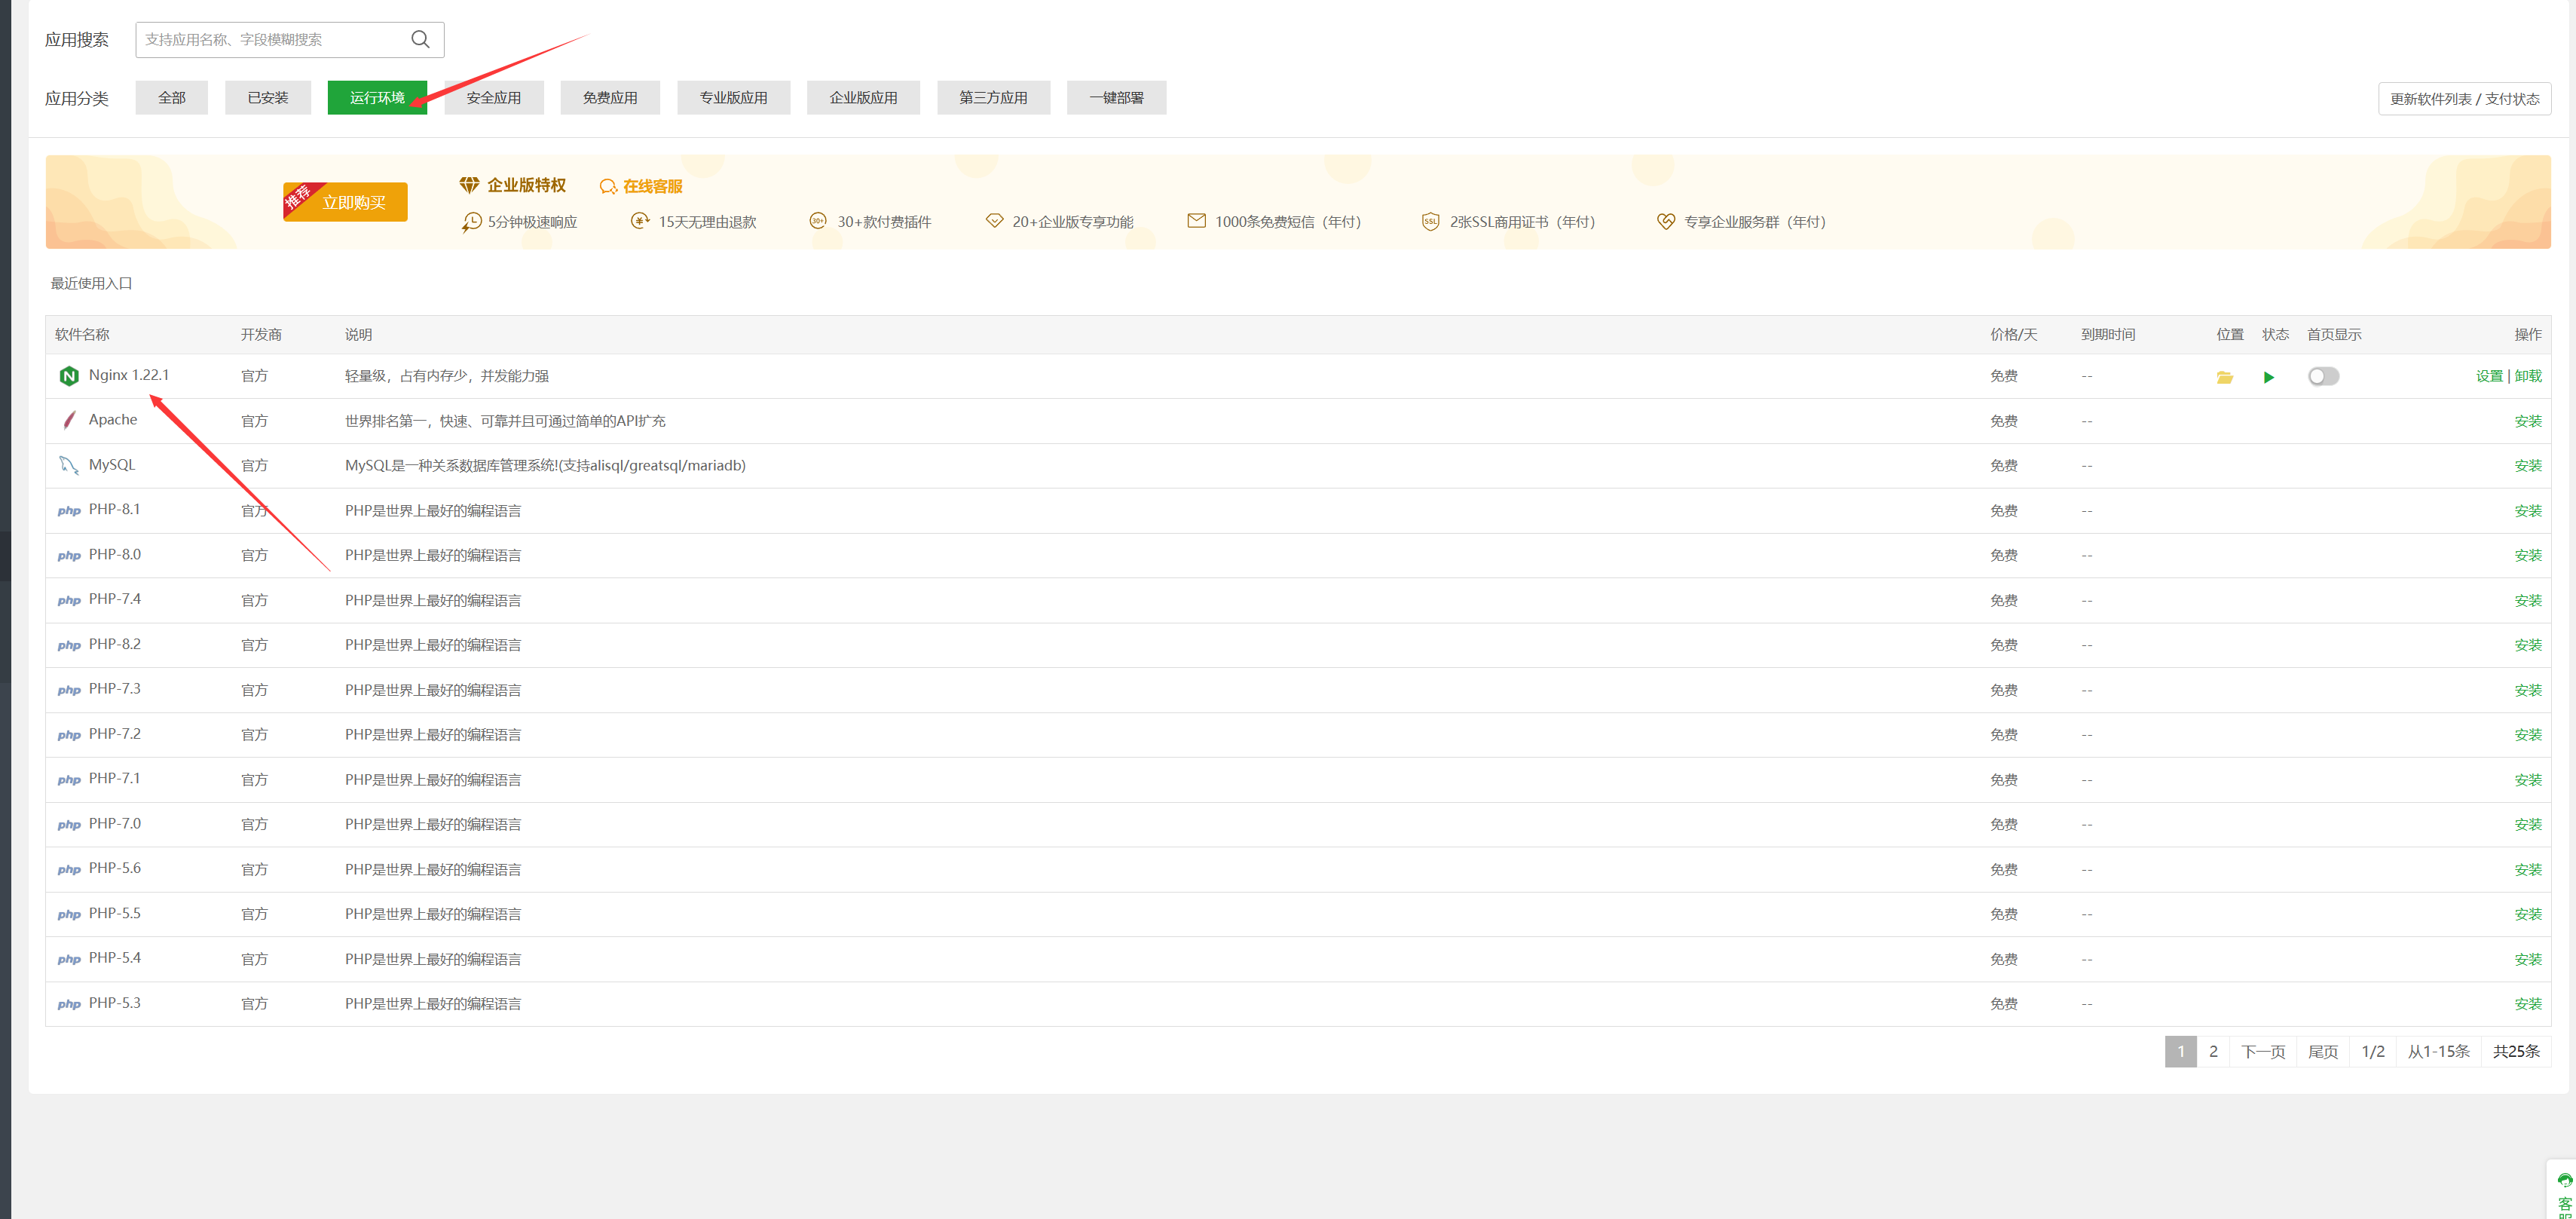 应用搜索 支持应用名称、字段模糊搜索
应用分类 全部 已安装 运行环境 安全应用 免费应用 专业版应用 企业版应用 第三方应用 一键部署 更新软件列表 / 支付状态
推荐 立即购买
企业版特权 在线客服
5分钟极速响应 15天无理由退款 30+ 30+款付费插件 20+企业版专享功能 1000条免费短信（年付） SSL 2张SSL商用证书（年付） 专享企业服务群（年付）
最近使用入口
软件名称 开发商 说明 价格/天 到期时间 位置 状态 首页显示 操作
Nginx 1.22.1 官方 轻量级，占有内存少，并发能力强 免费 -- 设置 | 卸载
Apache 官方 世界排名第一，快速、可靠并且可通过简单的API扩充 免费 -- 安装
MySQL 官方 MySQL是一种关系数据库管理系统!(支持alisql/greatsql/mariadb) 免费 -- 安装
php PHP-8.1 官方 PHP是世界上最好的编程语言 免费 -- 安装
php PHP-8.0 官方 PHP是世界上最好的编程语言 免费 -- 安装
php PHP-7.4 官方 PHP是世界上最好的编程语言 免费 -- 安装
php PHP-8.2 官方 PHP是世界上最好的编程语言 免费 -- 安装
php PHP-7.3 官方 PHP是世界上最好的编程语言 免费 -- 安装
php PHP-7.2 官方 PHP是世界上最好的编程语言 免费 -- 安装
php PHP-7.1 官方 PHP是世界上最好的编程语言 免费 -- 安装
php PHP-7.0 官方 PHP是世界上最好的编程语言 免费 -- 安装
php PHP-5.6 官方 PHP是世界上最好的编程语言 免费 -- 安装
php PHP-5.5 官方 PHP是世界上最好的编程语言 免费 -- 安装
php PHP-5.4 官方 PHP是世界上最好的编程语言 免费 -- 安装
php PHP-5.3 官方 PHP是世界上最好的编程语言 免费 -- 安装
1 2 下一页 尾页 1/2 从1-15条 共25条
客
服